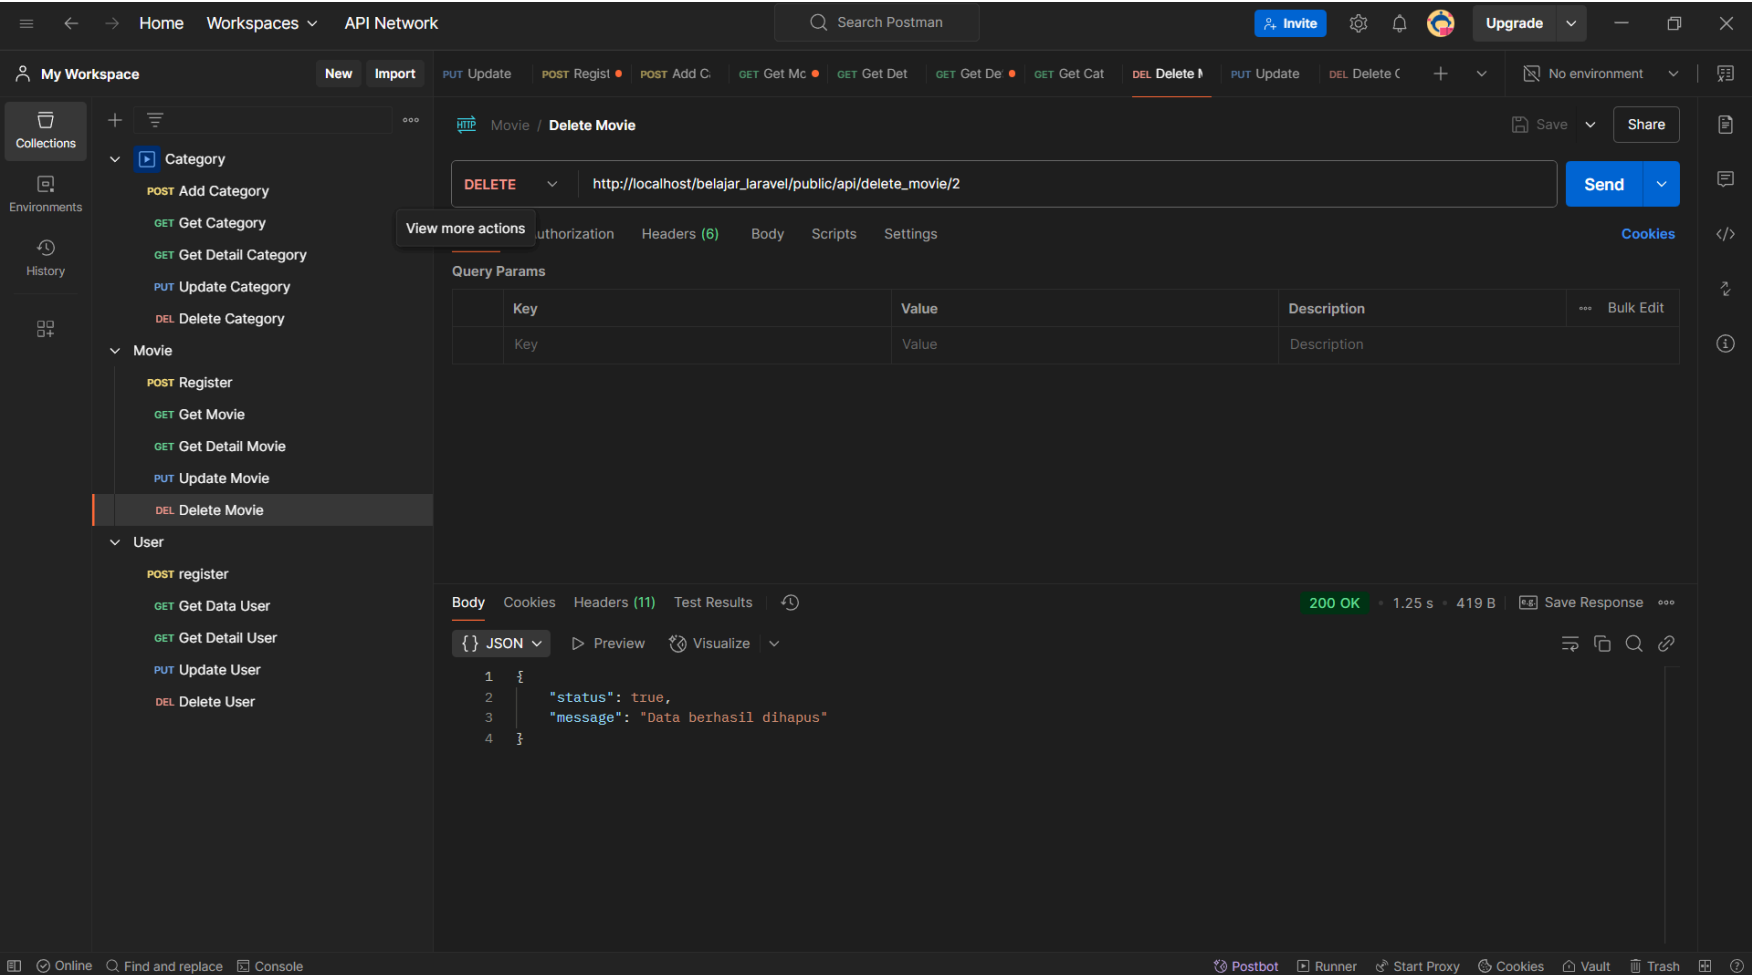 Home Workspaces API Network Search Postman Invite Upgrade
My Workspace New Import PUT Update POST Regist POST Add C GET Get Mc GET Get Det GET Get De GET Get Cat DEL Delete M PUT Update DEL Delete C No environment
Collections
Environments
History
Category
POST Add Category
GET Get Category
GET Get Detail Category
PUT Update Category
DEL Delete Category
Movie
POST Register
GET Get Movie
GET Get Detail Movie
PUT Update Movie
DEL Delete Movie
User
POST register
GET Get Data User
GET Get Detail User
PUT Update User
DEL Delete User
HTTP Movie / Delete Movie Save Share
DELETE http://localhost/belajar_laravel/public/api/delete_movie/2 Send
View more actions uthorization Headers (6) Body Scripts Settings Cookies
Query Params
Key Value Description Bulk Edit
Key Value Description
Body Cookies Headers (11) Test Results 200 OK 1.25 s 419 B e.g. Save Response
{} JSON Preview Visualize
1 {
2 "status": true,
3 "message": "Data berhasil dihapus"
4 }
Online Find and replace Console Postbot Runner Start Proxy Cookies Vault Trash